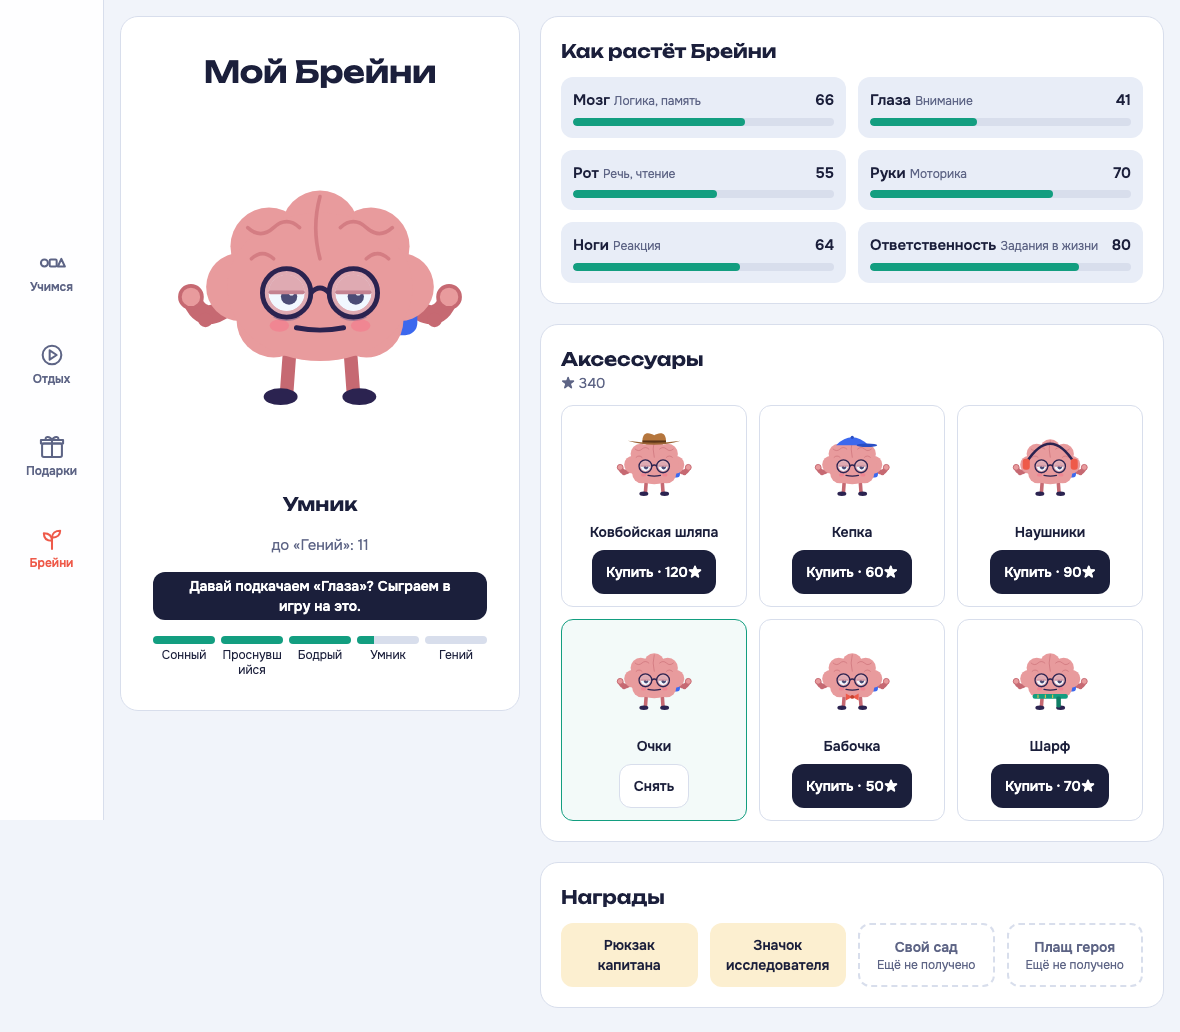 Учимся
Отдых
Подарки
Брейни
Мой Брейни
Умник
до «Гений»: 11
Давай подкачаем «Глаза»? Сыграем в
игру на это.
Сонный
Проснувш
ийся
Бодрый
Умник
Гений
Как растёт Брейни
Мозг Логика, память 66
Глаза Внимание 41
Рот Речь, чтение 55
Руки Моторика 70
Ноги Реакция 64
Ответственность Задания в жизни 80
Аксессуары
★ 340
Ковбойская шляпа
Купить · 120★
Кепка
Купить · 60★
Наушники
Купить · 90★
Очки
Снять
Бабочка
Купить · 50★
Шарф
Купить · 70★
Награды
Рюкзак
капитана
Значок
исследователя
Свой сад
Ещё не получено
Плащ героя
Ещё не получено